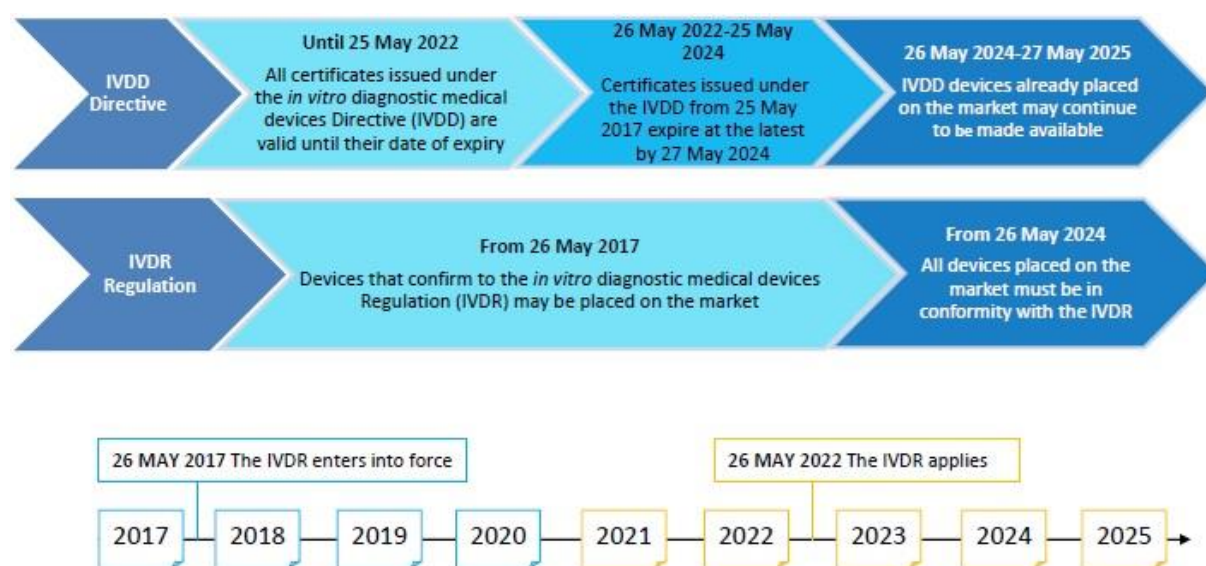 IVDD
Directive
Until 25 May 2022
All certificates issued under
the in vitro diagnostic medical
devices Directive (IVDD) are
valid until their date of expiry
26 May 2022-25 May
2024
Certificates issued under
the IVDD from 25 May
2017 expire at the latest
by 27 May 2024
26 May 2024-27 May 2025
IVDD devices already placed
on the market may continue
to be made available
IVDR
Regulation
From 26 May 2017
Devices that confirm to the in vitro diagnostic medical devices
Regulation (IVDR) may be placed on the market
From 26 May 2024
All devices placed on the
market must be in
conformity with the IVDR
26 MAY 2017 The IVDR enters into force
26 MAY 2022 The IVDR applies
2017 2018 2019 2020 2021 2022 2023 2024 2025